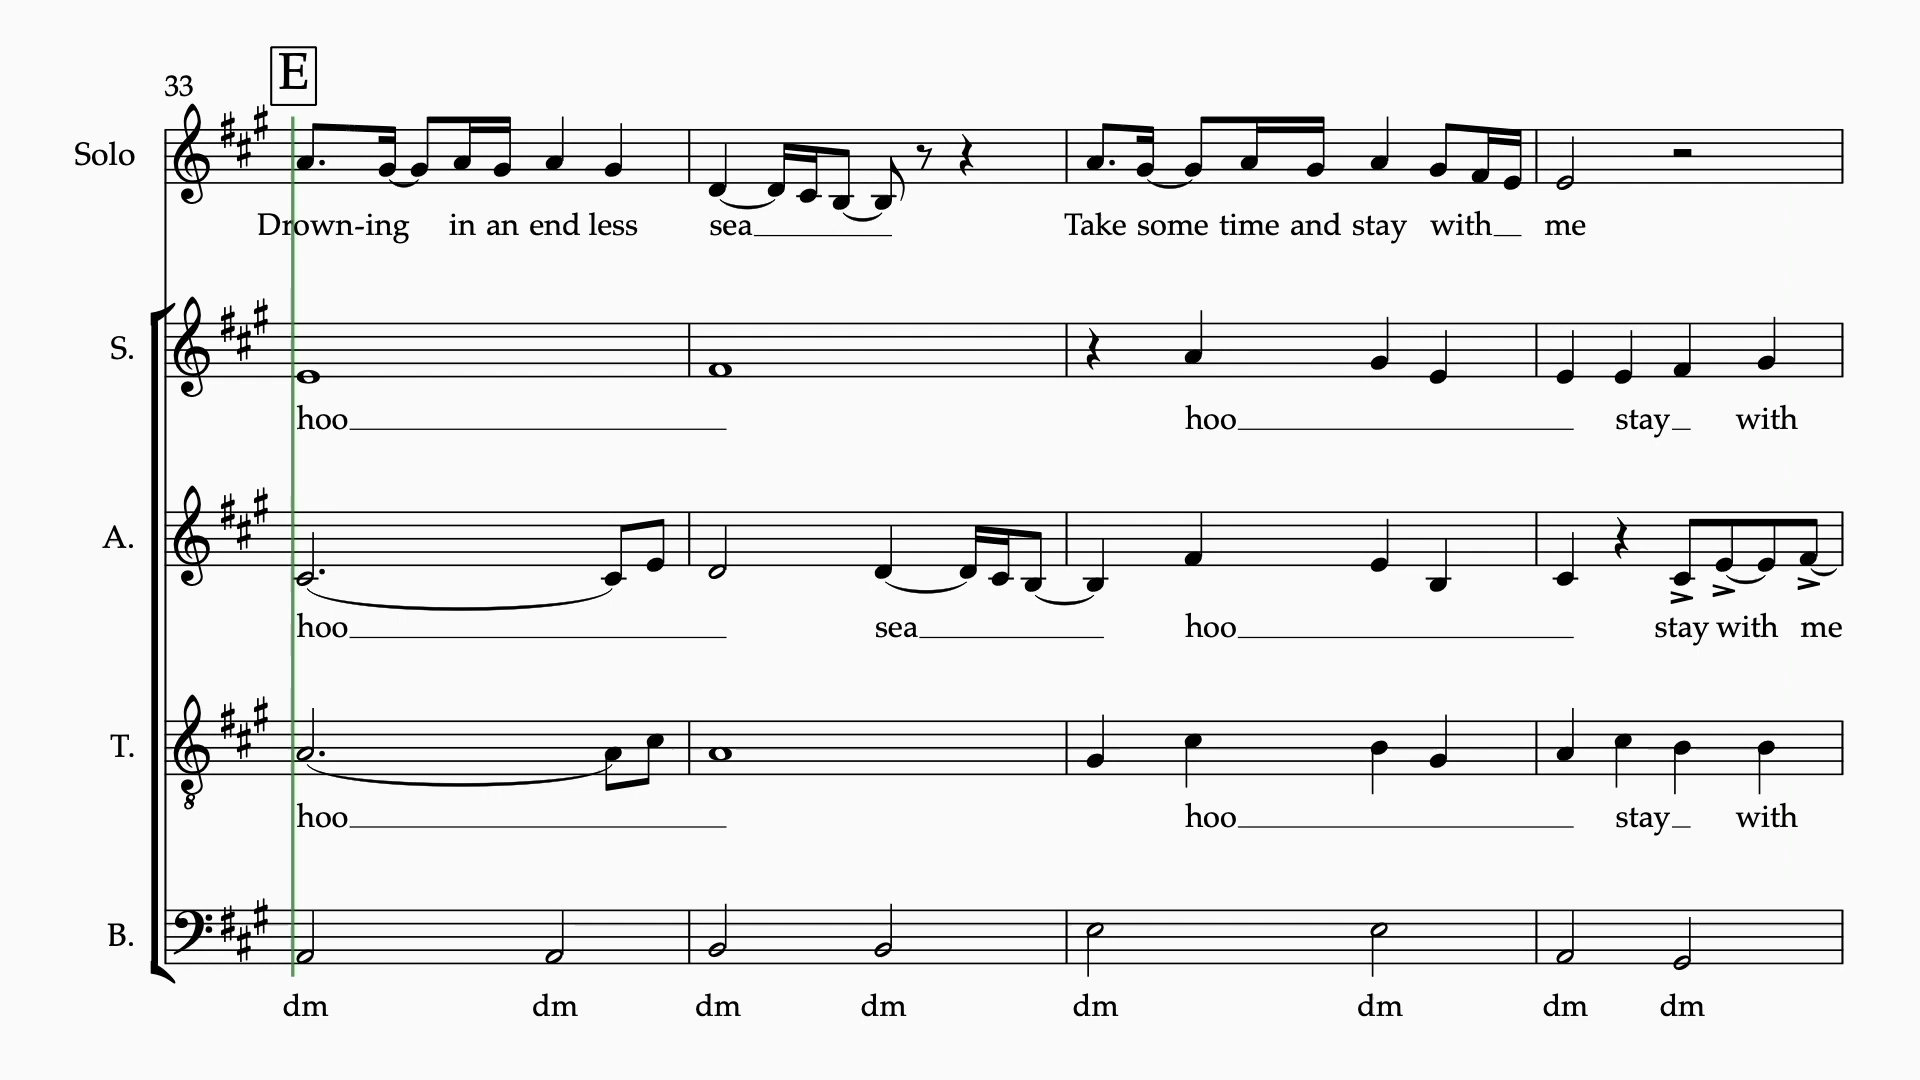 E
33
Solo
Drown-ing in an end less sea Take some time and stay with me
S.
hoo hoo stay with
A.
hoo sea hoo stay with me
T.
hoo hoo stay with
B.
dm dm dm dm dm dm dm dm